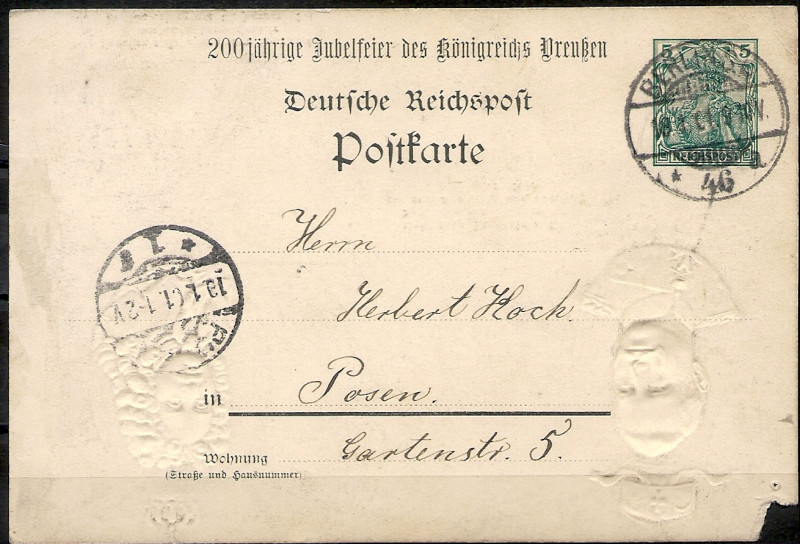 200jährige Jubelfeier des Königreichs Preußen
5 5
REICHSPOST
46 a
Deutsche Reichspost
Postkarte
Herrn
Herbert Koch.
in Posen.
Gartenstr. 5.
Wohnung
(Straße und Hausnummer)